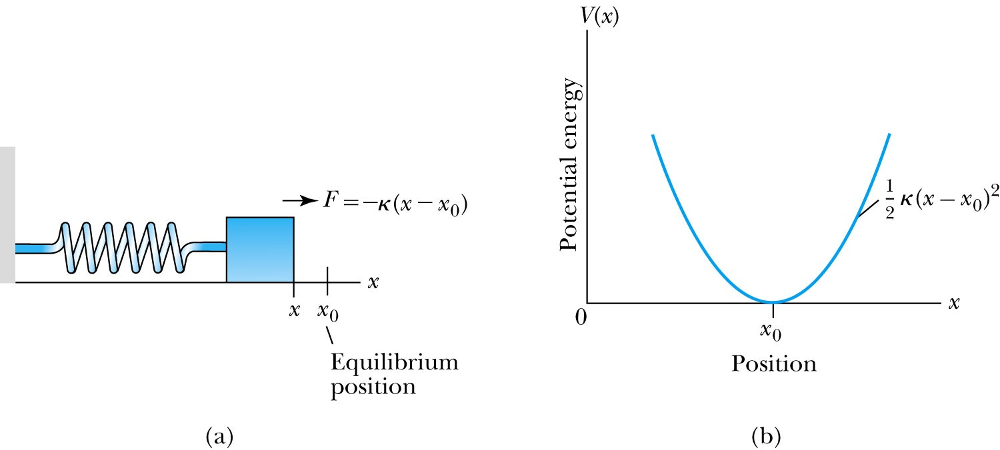 F = –κ(x – x₀)
x
x x₀
Equilibrium
position
(a)
V(x)
Potential energy
½ κ(x – x₀)²
x
0
x₀
Position
(b)